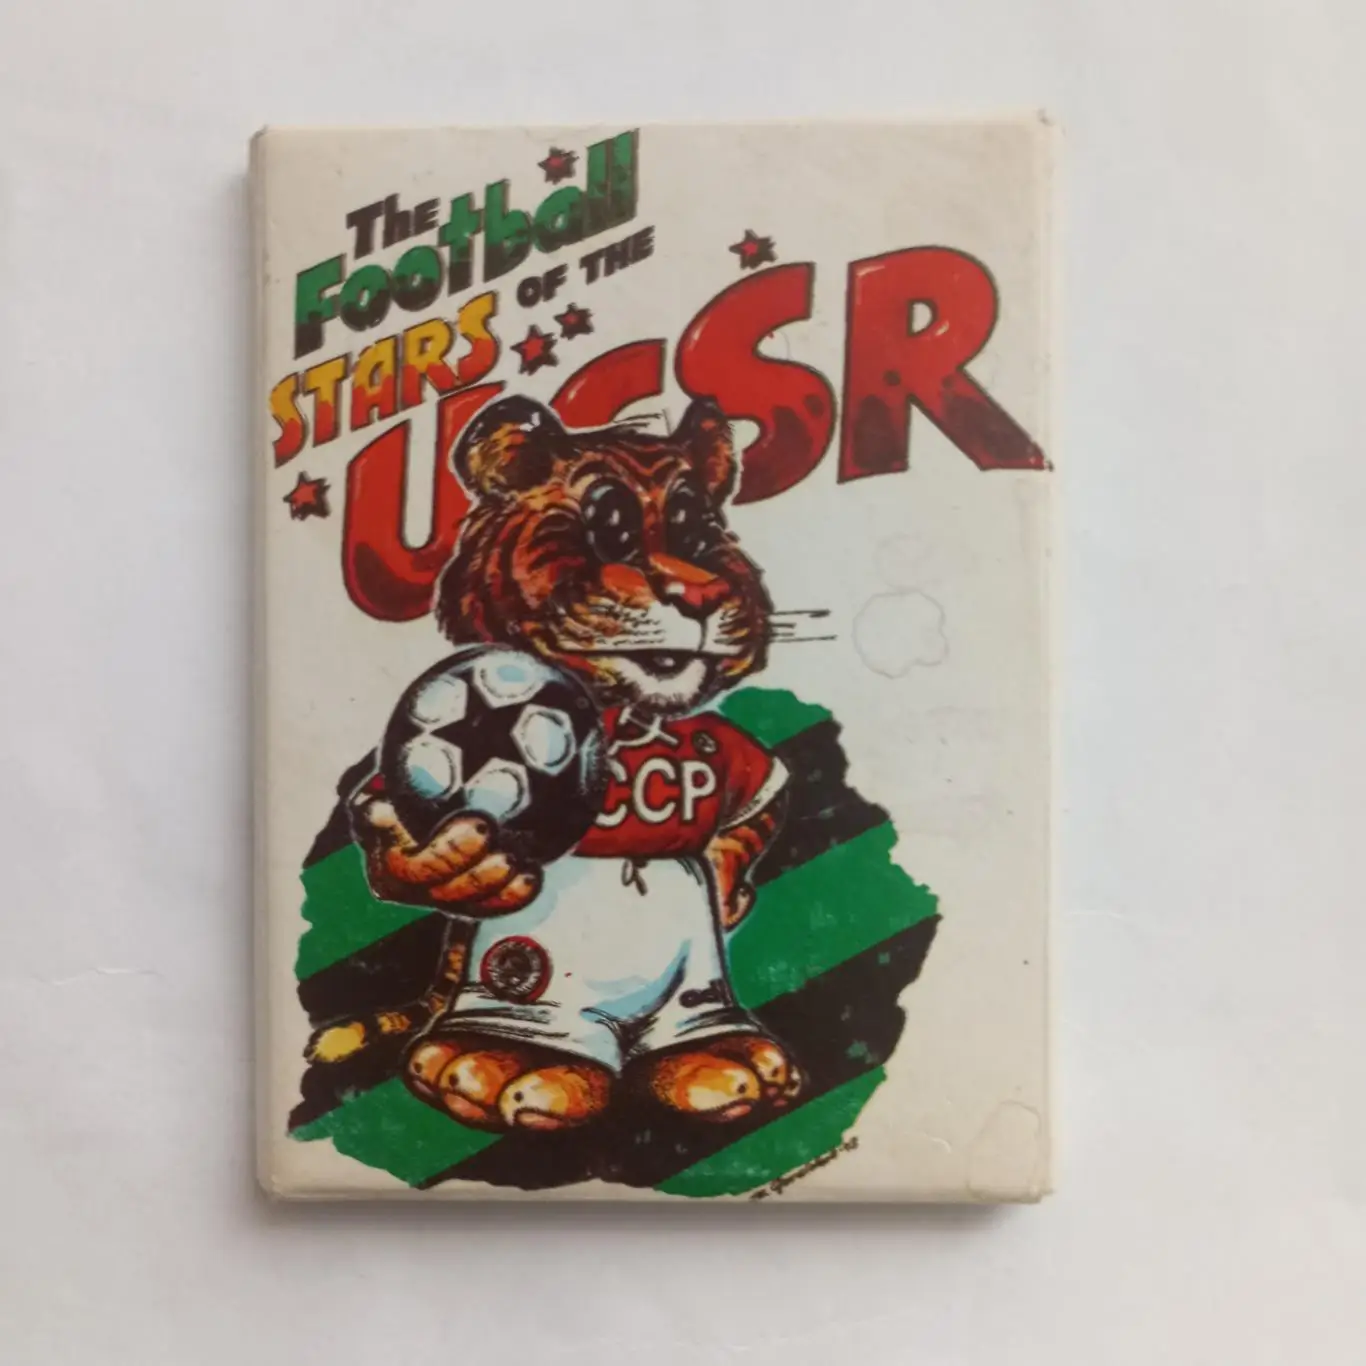 The
Football
STARS OF THE
USSR
CCP